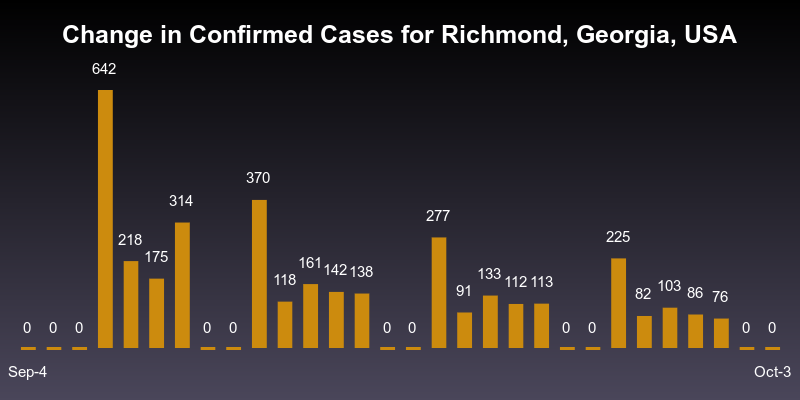 Change in Confirmed Cases for Richmond, Georgia, USA
0 0 0 642 218 175 314 0 0 370 118 161 142 138 0 0 277 91 133 112 113 0 0 225 82 103 86 76 0 0
Sep-4 Oct-3